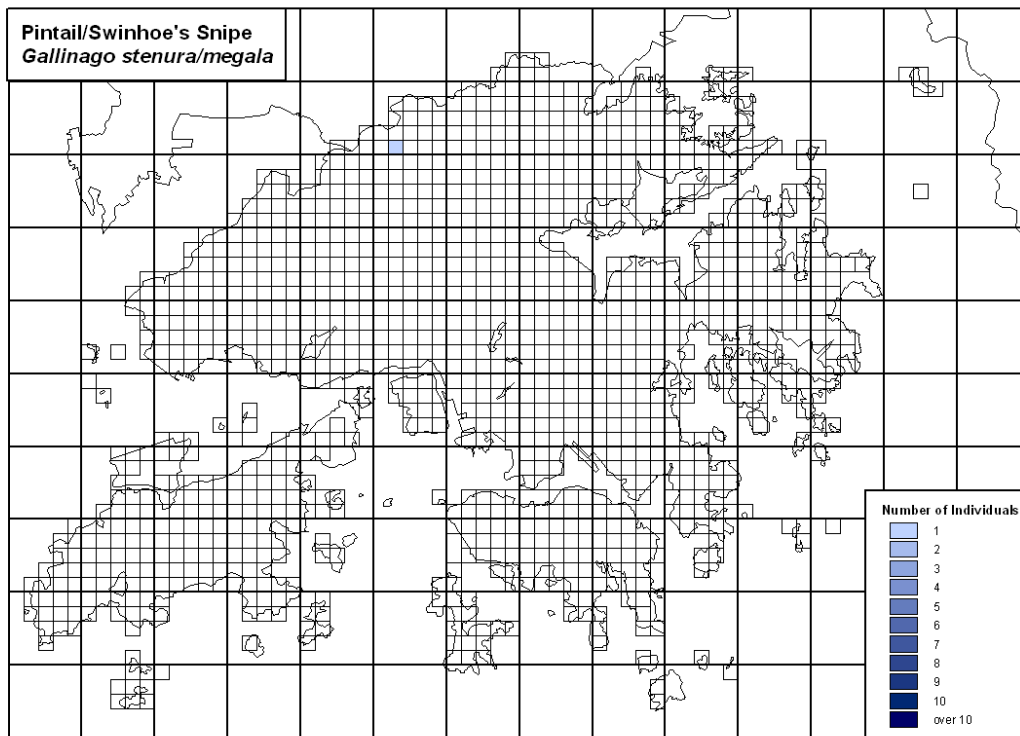 Pintail/Swinhoe's Snipe
Gallinago stenura/megala
Number of Individuals
1
2
3
4
5
6
7
8
9
10
over 10